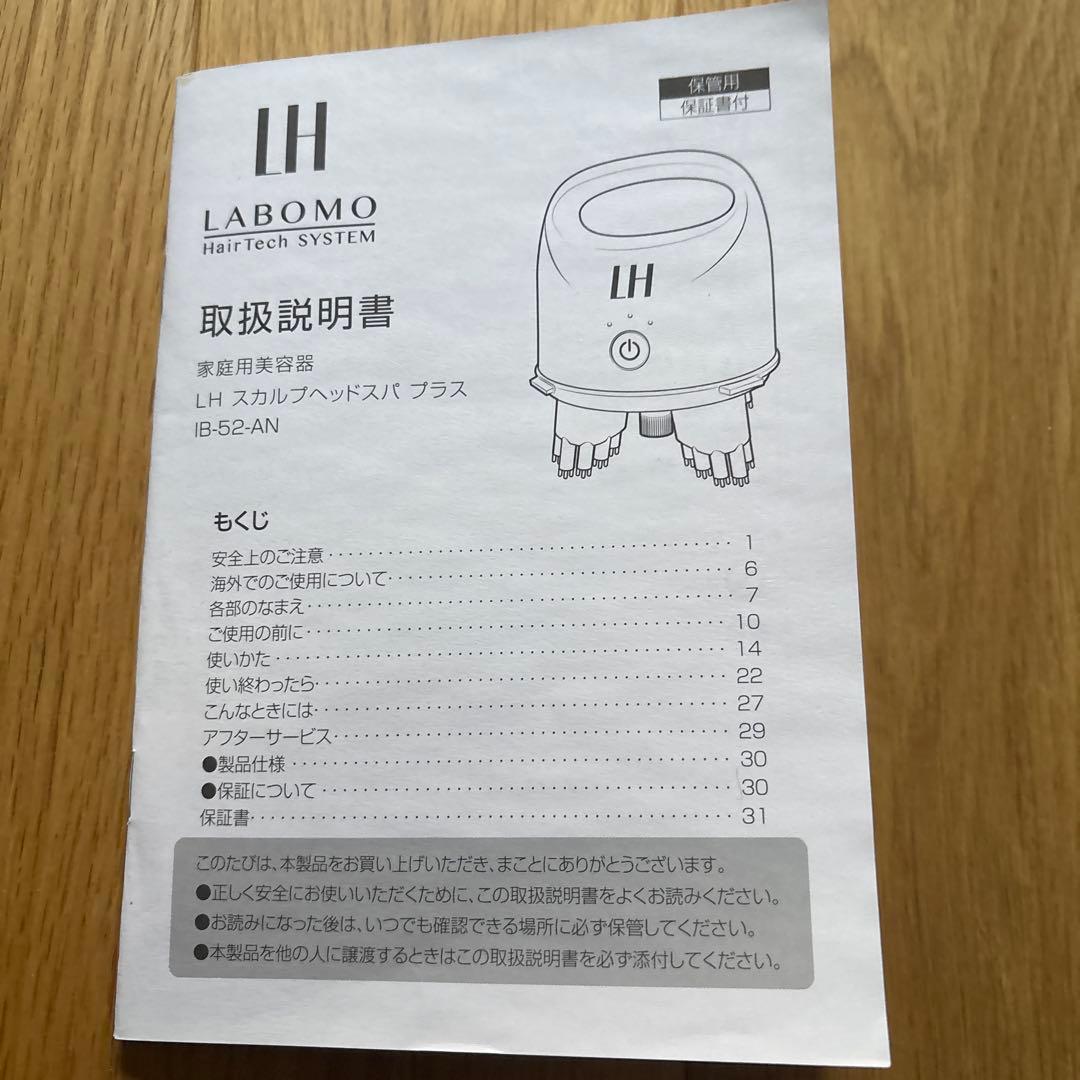 保管用
保証書付
LH
LABOMO
HairTech SYSTEM
取扱説明書
家庭用美容器
LH スカルプヘッドスパ プラス
IB-52-AN
LH
もくじ
安全上のご注意 1
海外でのご使用について 6
各部のなまえ 7
ご使用の前に 10
使いかた 14
使い終わったら 22
こんなときには 27
アフターサービス 29
●製品仕様 30
●保証について 30
保証書 31
このたびは、本製品をお買い上げいただき、まことにありがとうございます。
●正しく安全にお使いいただくために、この取扱説明書をよくお読みください。
●お読みになった後は、いつでも確認できる場所に必ず保管してください。
●本製品を他の人に譲渡するときはこの取扱説明書を必ず添付してください。